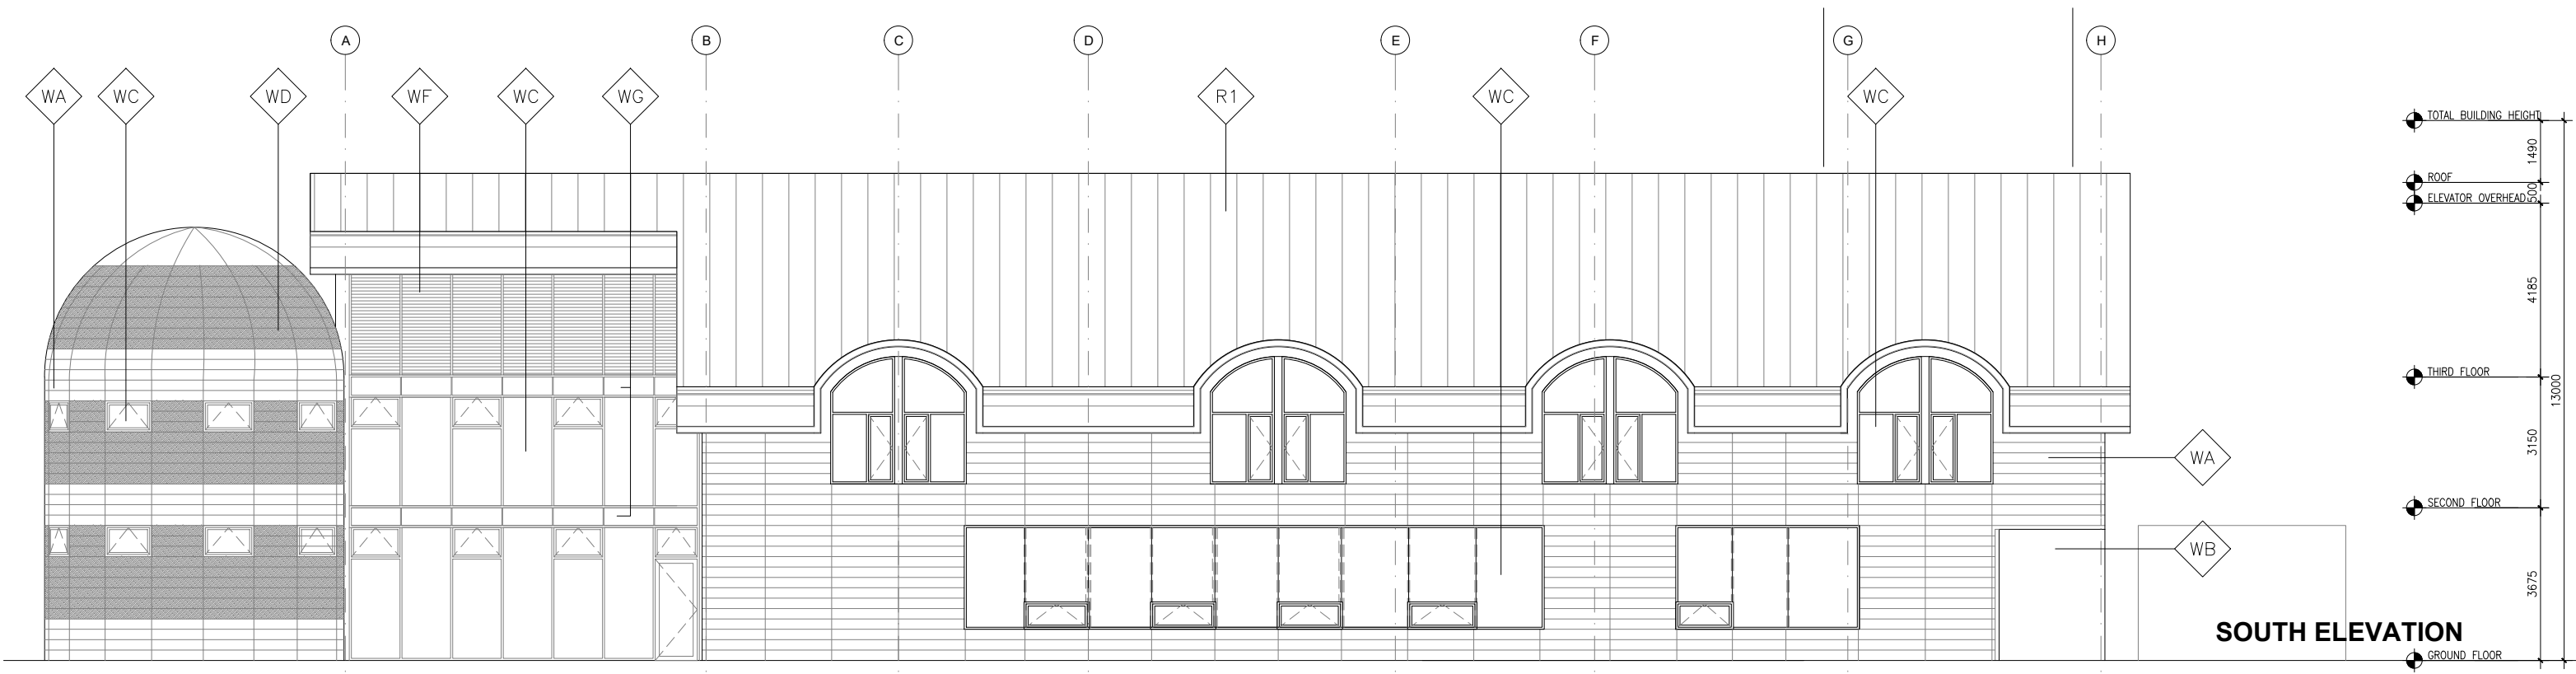 A
B
C
D
E
F
G
H
WA
WC
WD
WF
WC
WG
R1
WC
WC
TOTAL BUILDING HEIGHT
1490
ROOF
500
ELEVATOR OVERHEAD
4185
THIRD FLOOR
13000
3150
WA
SECOND FLOOR
WB
3675
SOUTH ELEVATION
GROUND FLOOR